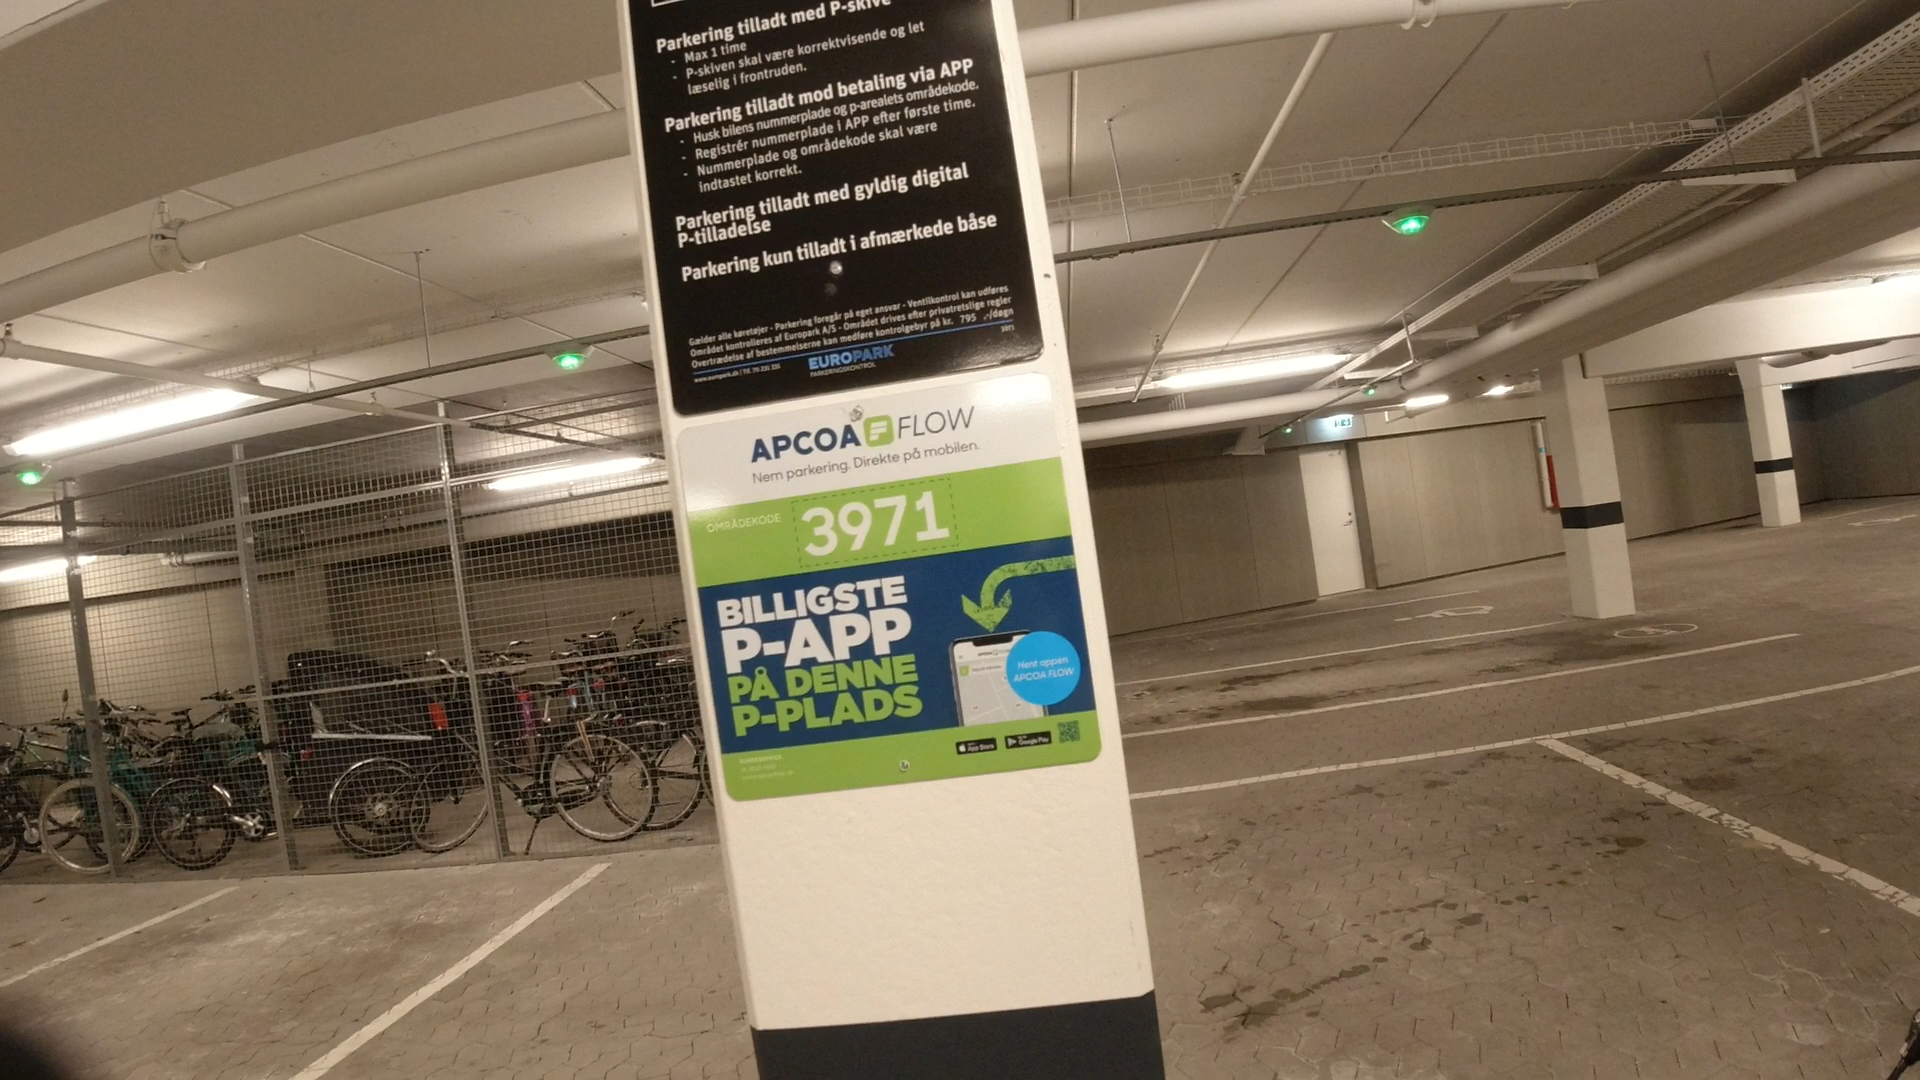 Parkering tilladt med P-skive
- Max 1 time
- P-skiven skal være korrektvisende og let
læselig i frontruden.
Parkering tilladt mod betaling via APP
- Husk bilens nummerplade og p-arealets områdekode.
- Registrér nummerplade i APP efter første time.
- Nummerplade og områdekode skal være
indtastet korrekt.
Parkering tilladt med gyldig digital
P-tilladelse
Parkering kun tilladt i afmærkede båse
Gælder alle køretøjer - Parkering foregår på eget ansvar - Ventilkontrol kan udføres
Området kontrolleres af Europark A/S - Området drives efter privatretslige regler
Overtrædelse af bestemmelserne kan medføre kontrolgebyr på kr. 795 .-/døgn
EUROPARK
PARKERINGSKONTROL
APCOA FLOW
Nem parkering. Direkte på mobilen.
OMRÅDEKODE
3971
BILLIGSTE
P-APP
PÅ DENNE
P-PLADS
Hent appen
APCOA FLOW
App Store
Google Play
KUNDESERVICE